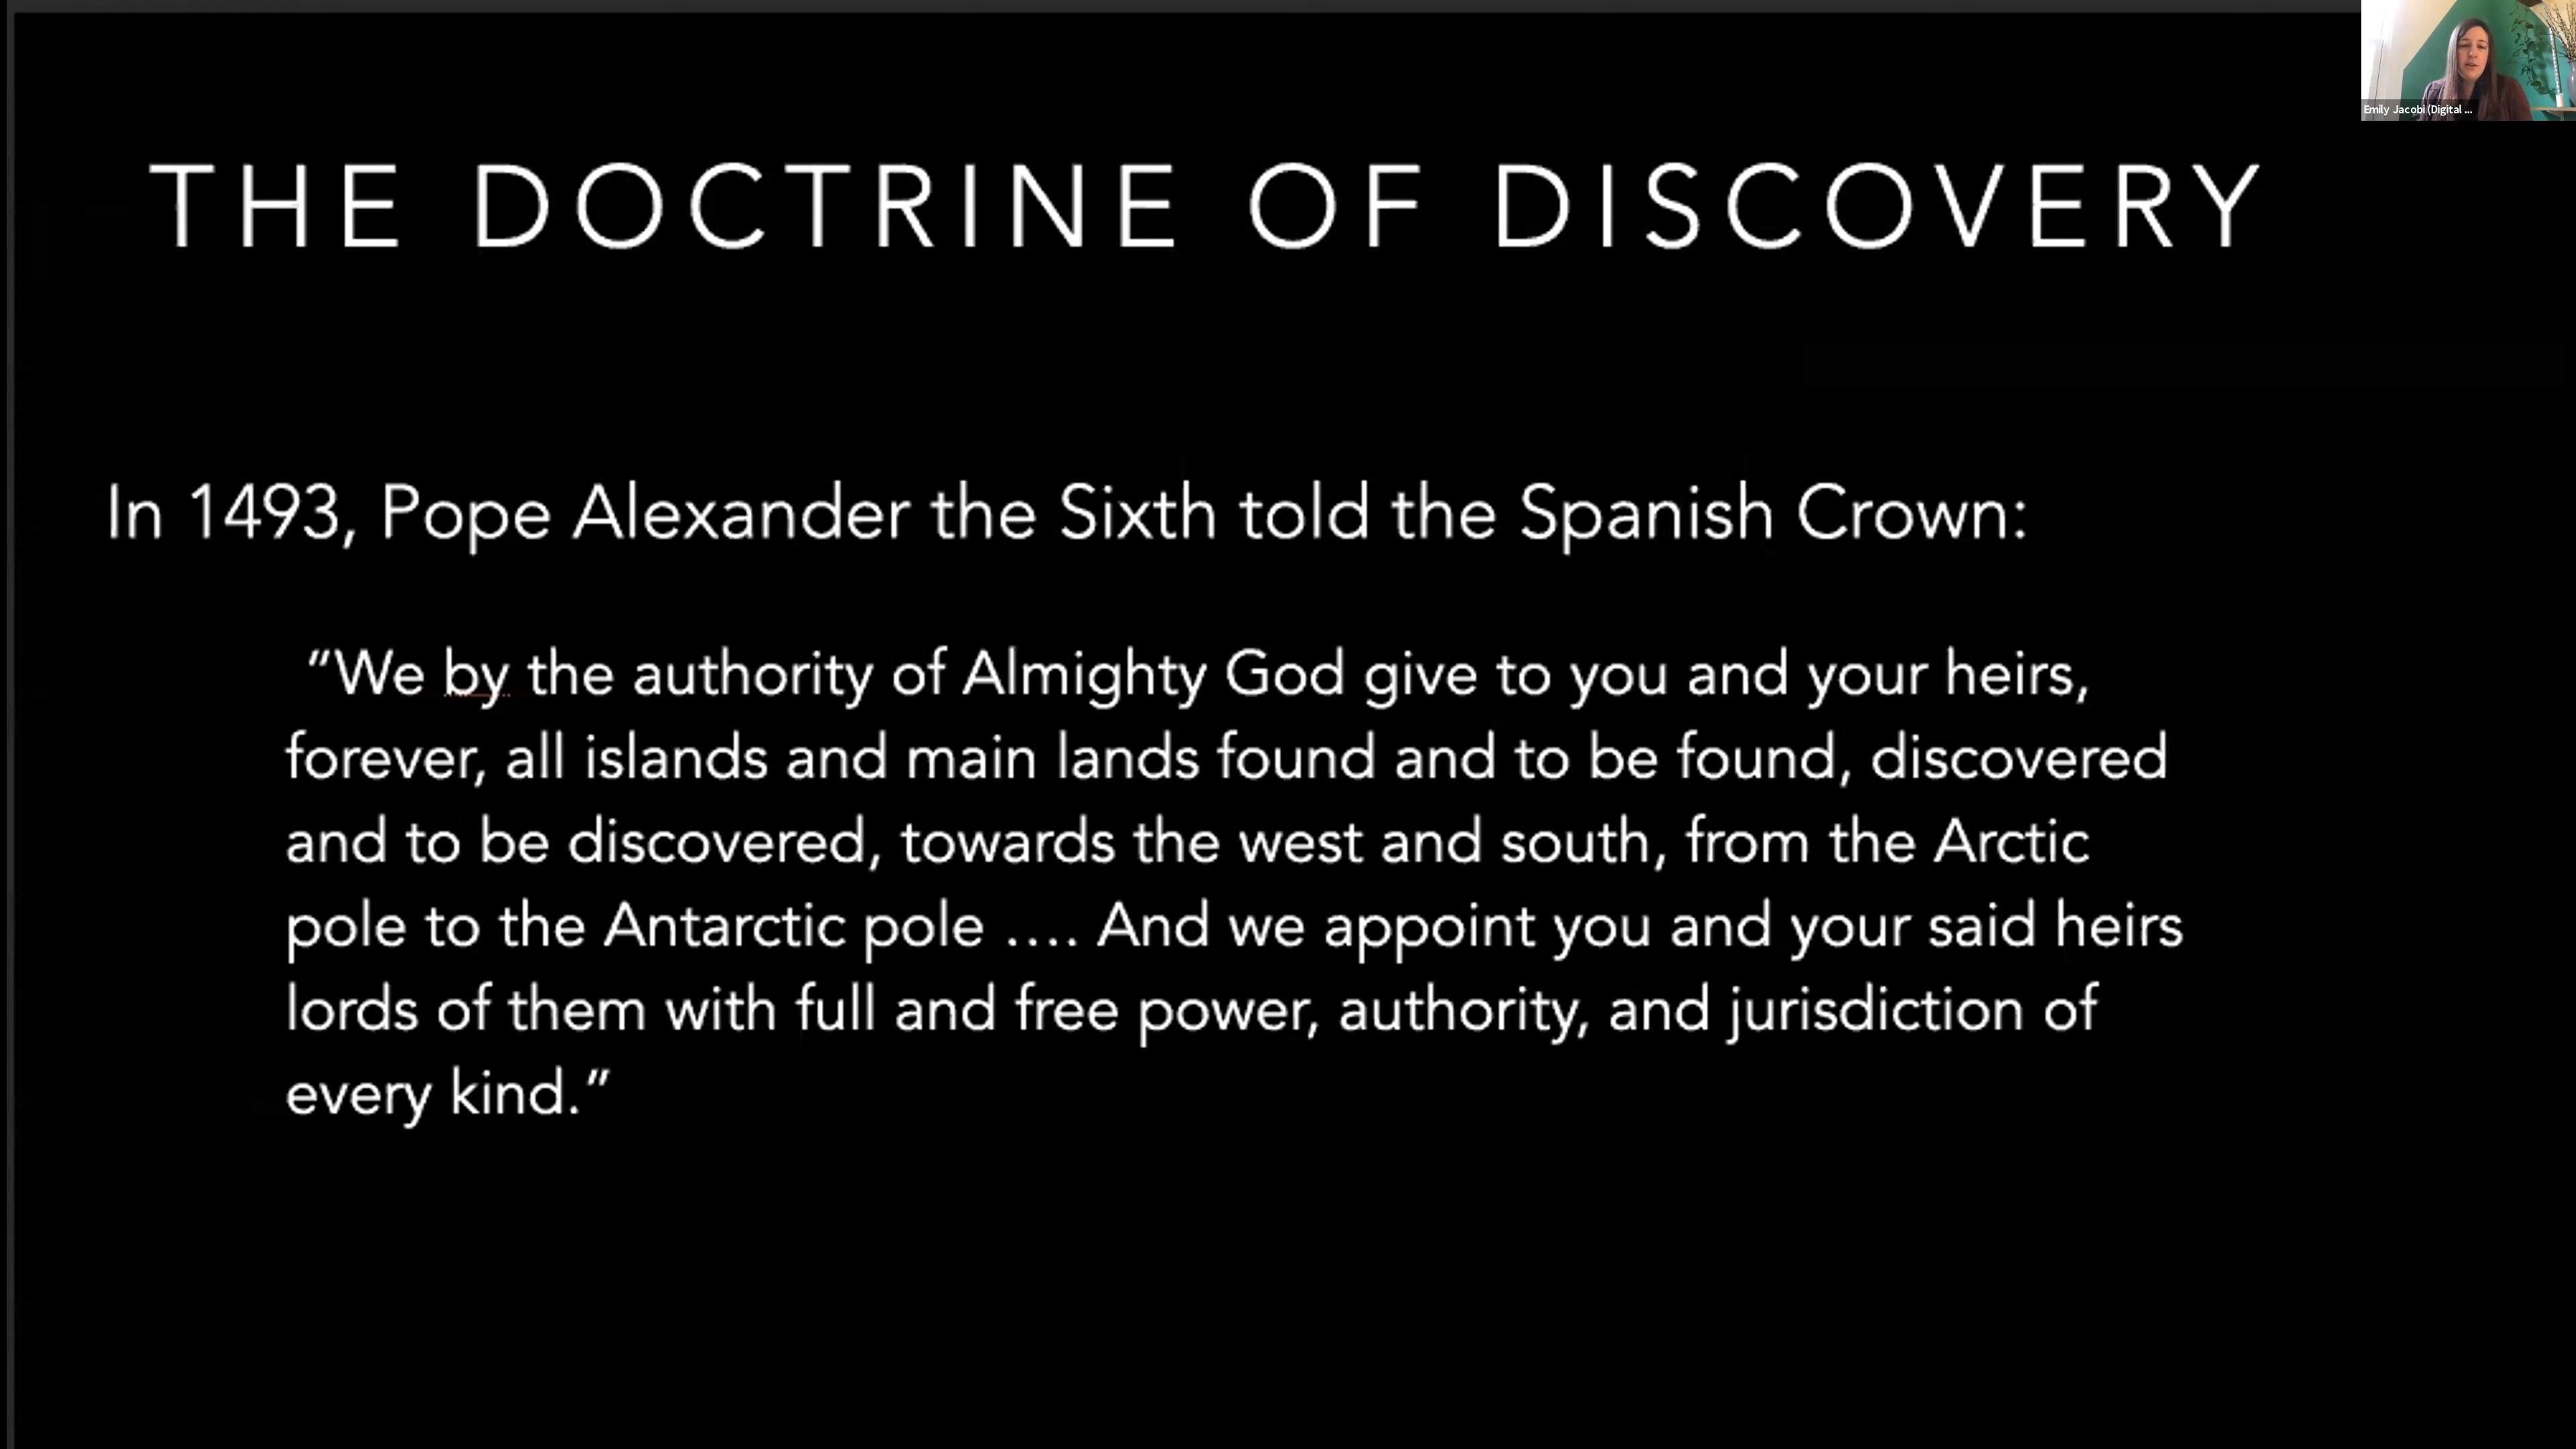 Emily Jacobi (Digital ...
THE DOCTRINE OF DISCOVERY
In 1493, Pope Alexander the Sixth told the Spanish Crown:
“We by the authority of Almighty God give to you and your heirs,
forever, all islands and main lands found and to be found, discovered
and to be discovered, towards the west and south, from the Arctic
pole to the Antarctic pole .... And we appoint you and your said heirs
lords of them with full and free power, authority, and jurisdiction of
every kind.”